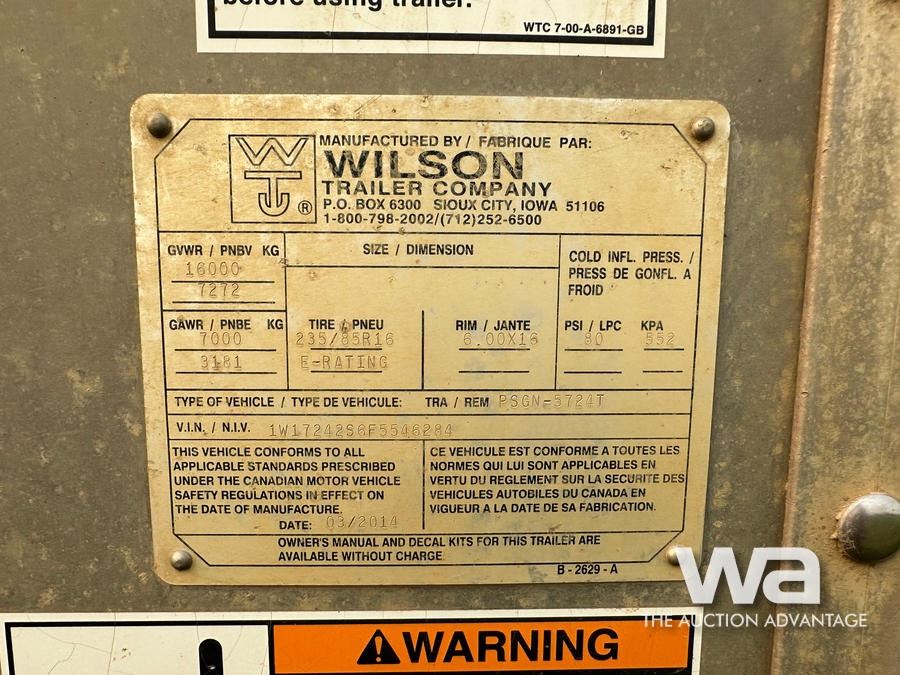 before using trailer.
WTC 7-00-A-6891-GB
WTU ®
MANUFACTURED BY / FABRIQUE PAR:
WILSON
TRAILER COMPANY
P.O. BOX 6300 SIOUX CITY, IOWA 51106
1-800-798-2002/(712)252-6500
GVWR / PNBV KG
16000
7272
SIZE / DIMENSION
COLD INFL. PRESS. /
PRESS DE GONFL. A
FROID
GAWR / PNBE KG
7000
3181
TIRE / PNEU
235/85R16
E-RATING
RIM / JANTE
6.00X16
PSI / LPC KPA
80 552
TYPE OF VEHICLE / TYPE DE VEHICULE: TRA / REM PSGN-5724T
V.I.N. / N.I.V. 1W17242S6F5546284
THIS VEHICLE CONFORMS TO ALL
APPLICABLE STANDARDS PRESCRIBED
UNDER THE CANADIAN MOTOR VEHICLE
SAFETY REGULATIONS IN EFFECT ON
THE DATE OF MANUFACTURE.
DATE: 03/2014
CE VEHICULE EST CONFORME A TOUTES LES
NORMES QUI LUI SONT APPLICABLES EN
VERTU DU REGLEMENT SUR LA SECURITE DES
VEHICULES AUTOBILES DU CANADA EN
VIGUEUR A LA DATE DE SA FABRICATION.
OWNER'S MANUAL AND DECAL KITS FOR THIS TRAILER ARE
AVAILABLE WITHOUT CHARGE
B - 2629 - A
wa
THE AUCTION ADVANTAGE
WARNING